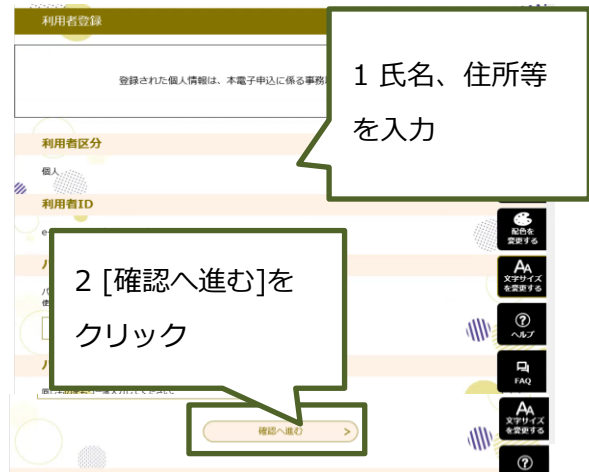 利用者登録
登録された個人情報は、本電子申込に係る事務
1 氏名、住所等
を入力
利用者区分
個人
利用者ID
配色を
変更する
文字サイズ
を変更する
2 [確認へ進む]を
クリック
ヘルプ
FAQ
確認へ進む >
文字サイズ
を変更する